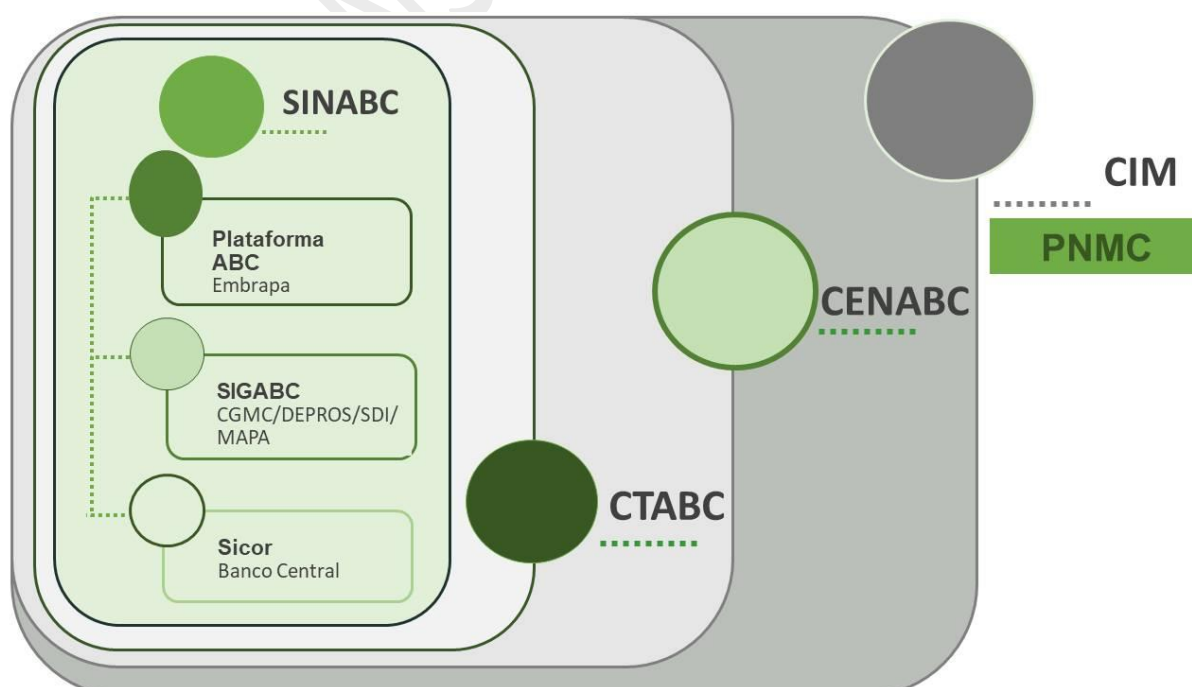 SINABC
Plataforma
ABC
Embrapa
SIGABC
CGMC/DEPROS/SDI/
MAPA
Sicor
Banco Central
CTABC
CENABC
CIM
PNMC